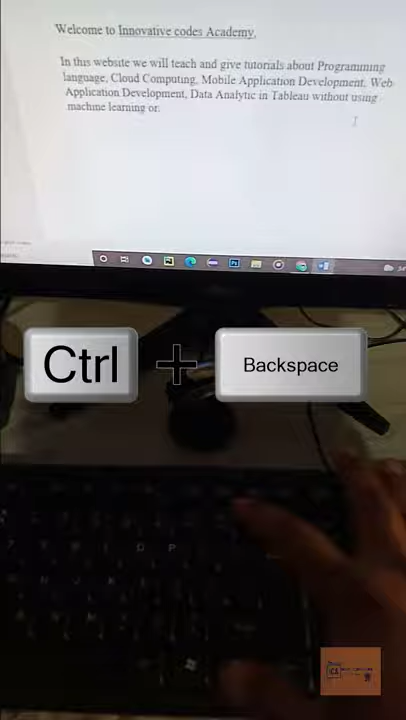 Welcome to Innovative codes Academy.
In this website we will teach and give tutorials about Programming
language, Cloud Computing, Mobile Application Development, Web
Application Development, Data Analytic in Tableau without using
machine learning or.
Ctrl + Backspace
O P
ICA